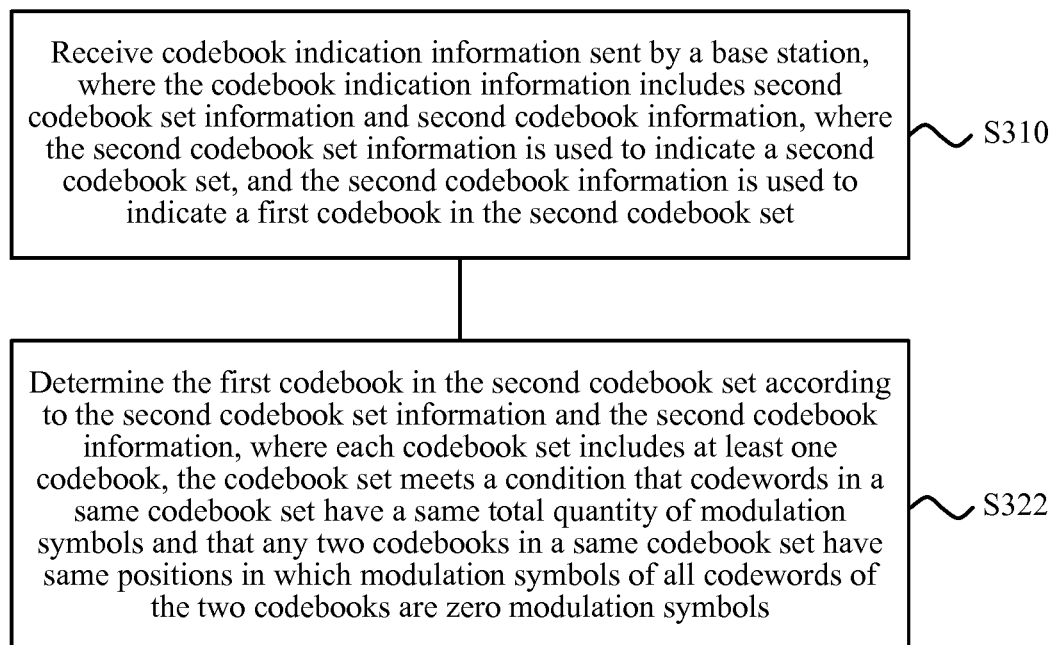 Receive codebook indication information sent by a base station,
where the codebook indication information includes second
codebook set information and second codebook information, where
the second codebook set information is used to indicate a second
codebook set, and the second codebook information is used to
indicate a first codebook in the second codebook set
S310
Determine the first codebook in the second codebook set according
to the second codebook set information and the second codebook
information, where each codebook set includes at least one
codebook, the codebook set meets a condition that codewords in a
same codebook set have a same total quantity of modulation
symbols and that any two codebooks in a same codebook set have
same positions in which modulation symbols of all codewords of
the two codebooks are zero modulation symbols
S322